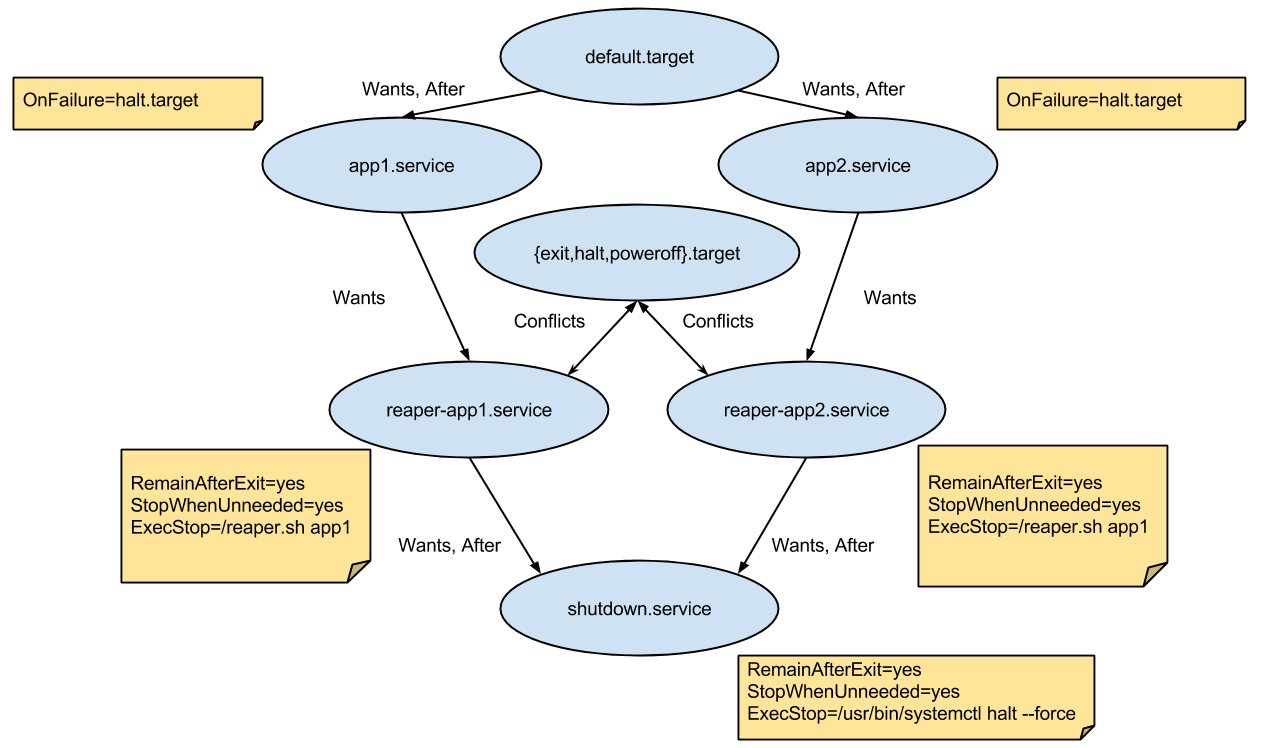 default.target
Wants, After
Wants, After
OnFailure=halt.target
OnFailure=halt.target
app1.service
app2.service
{exit,halt,poweroff}.target
Wants
Wants
Conflicts
Conflicts
reaper-app1.service
reaper-app2.service
RemainAfterExit=yes
StopWhenUnneeded=yes
ExecStop=/reaper.sh app1
RemainAfterExit=yes
StopWhenUnneeded=yes
ExecStop=/reaper.sh app1
Wants, After
Wants, After
shutdown.service
RemainAfterExit=yes
StopWhenUnneeded=yes
ExecStop=/usr/bin/systemctl halt --force